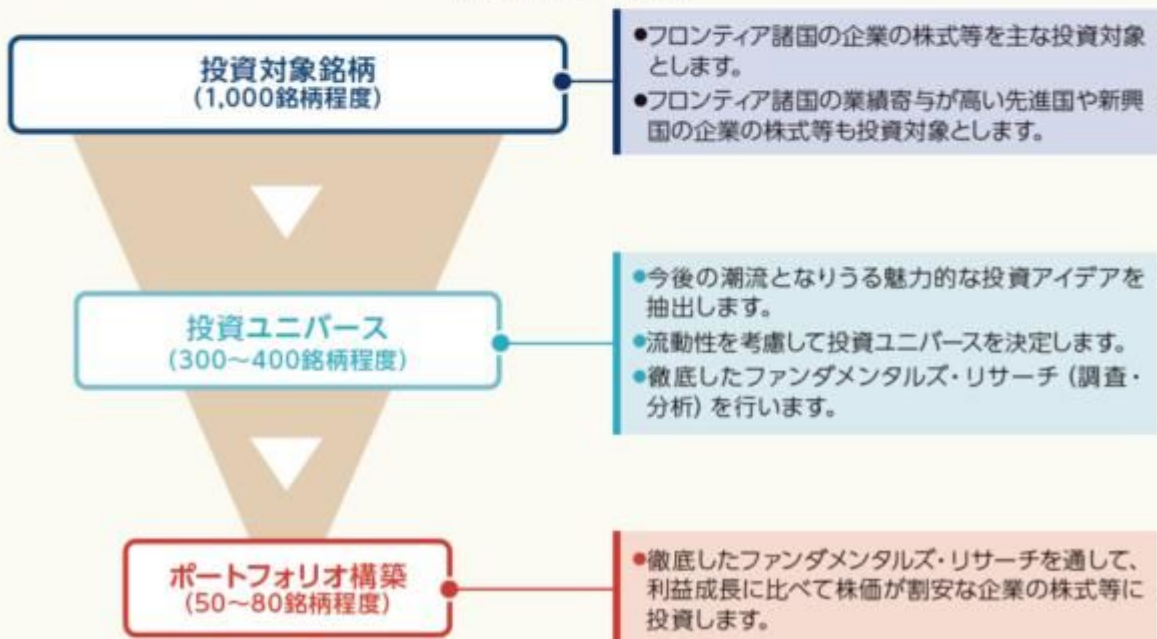 投資対象銘柄
(1,000銘柄程度)
●フロンティア諸国の企業の株式等を主な投資対象
とします。
●フロンティア諸国の業績寄与が高い先進国や新興
国の企業の株式等も投資対象とします。
投資ユニバース
(300～400銘柄程度)
●今後の潮流となりうる魅力的な投資アイデアを
抽出します。
●流動性を考慮して投資ユニバースを決定します。
●徹底したファンダメンタルズ・リサーチ (調査・
分析) を行います。
ポートフォリオ構築
(50～80銘柄程度)
●徹底したファンダメンタルズ・リサーチを通して、
利益成長に比べて株価が割安な企業の株式等に
投資します。